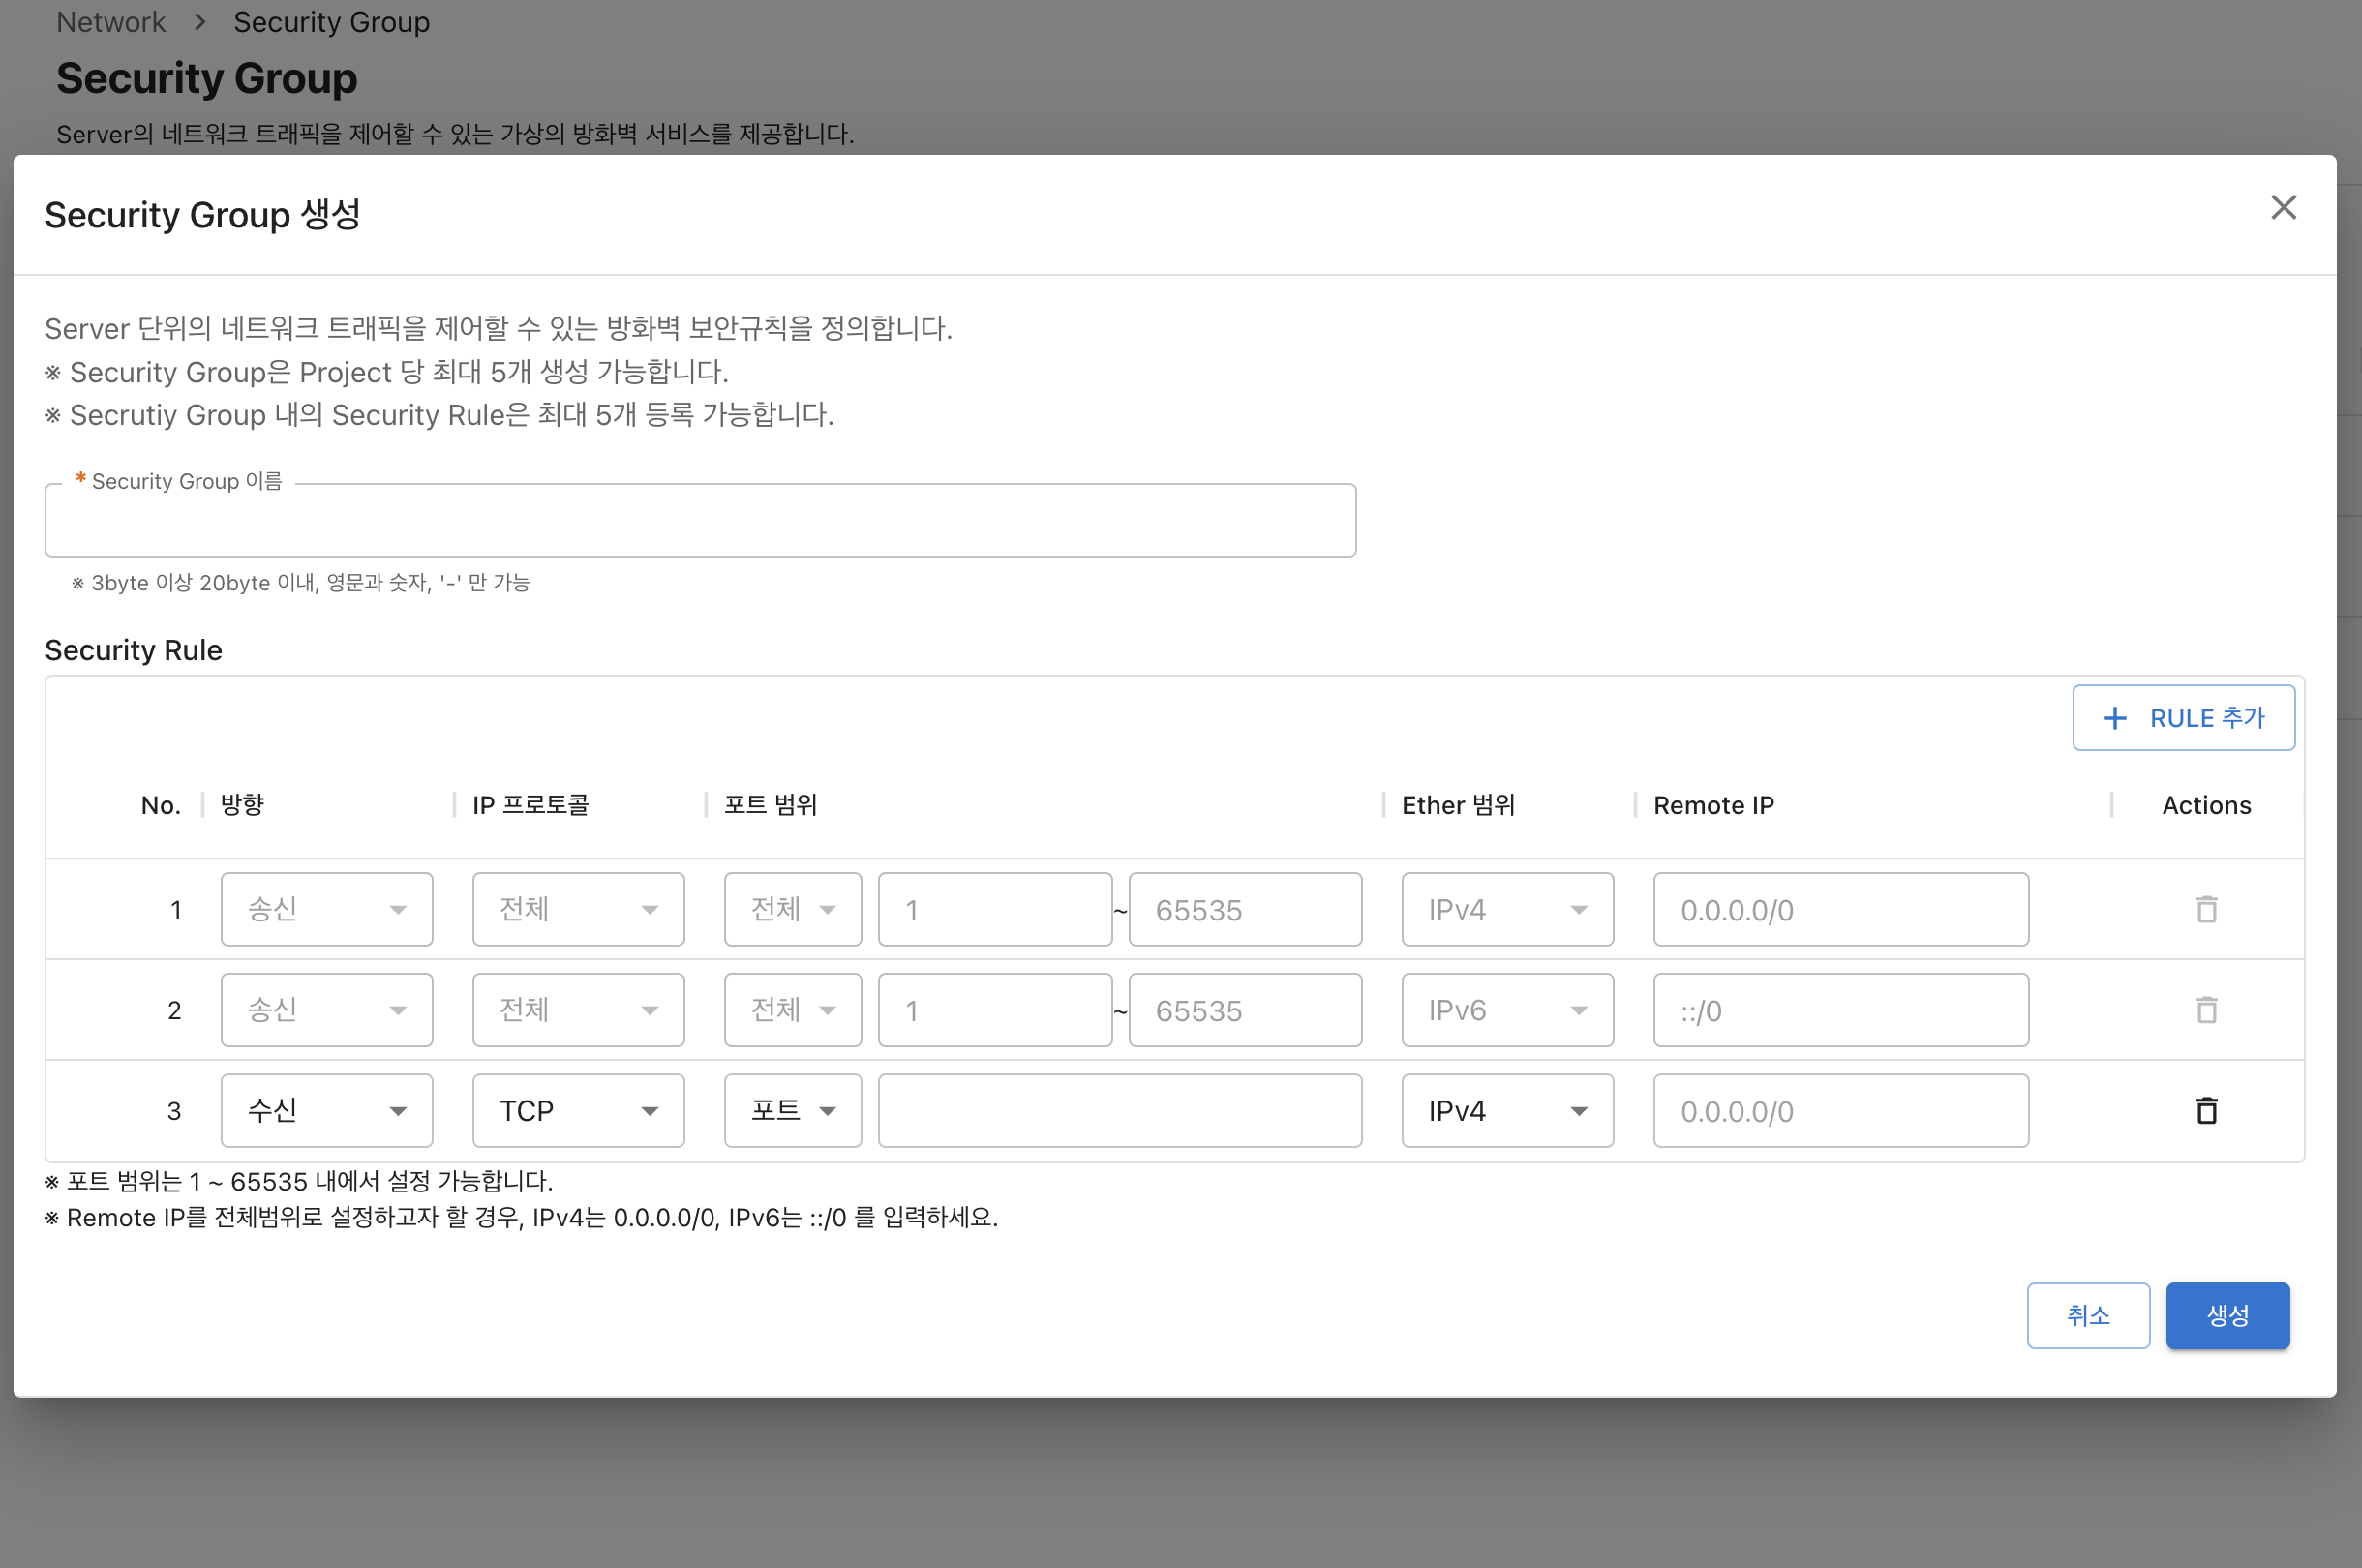 Network > Security Group
Security Group
Server의 네트워크 트래픽을 제어할 수 있는 가상의 방화벽 서비스를 제공합니다.
Security Group 생성
Server 단위의 네트워크 트래픽을 제어할 수 있는 방화벽 보안규칙을 정의합니다.
※ Security Group은 Project 당 최대 5개 생성 가능합니다.
※ Secrutiy Group 내의 Security Rule은 최대 5개 등록 가능합니다.
* Security Group 이름
※ 3byte 이상 20byte 이내, 영문과 숫자, '-' 만 가능
Security Rule
+ RULE 추가
No. 방향 IP 프로토콜 포트 범위 Ether 범위 Remote IP Actions
1 송신 전체 전체 1 ~ 65535 IPv4 0.0.0.0/0
2 송신 전체 전체 1 ~ 65535 IPv6 ::/0
3 수신 TCP 포트 IPv4 0.0.0.0/0
※ 포트 범위는 1 ~ 65535 내에서 설정 가능합니다.
※ Remote IP를 전체범위로 설정하고자 할 경우, IPv4는 0.0.0.0/0, IPv6는 ::/0 를 입력하세요.
취소 생성